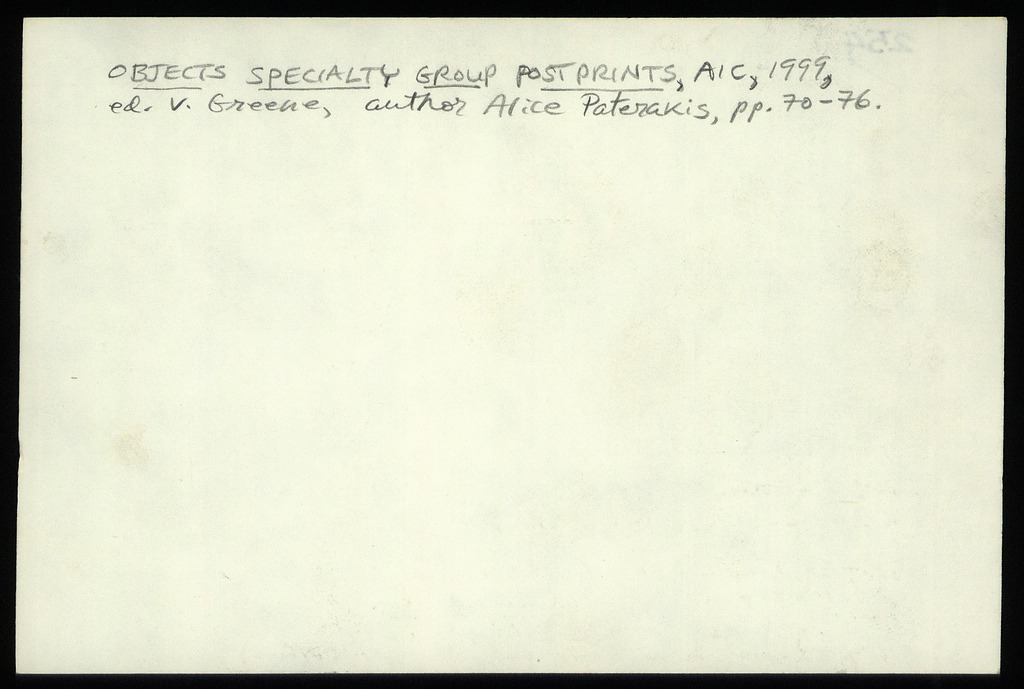 OBJECTS SPECIALTY GROUP POSTPRINTS, AIC, 1999,
ed. V. Greene, author Alice Paterakis, pp. 70-76.